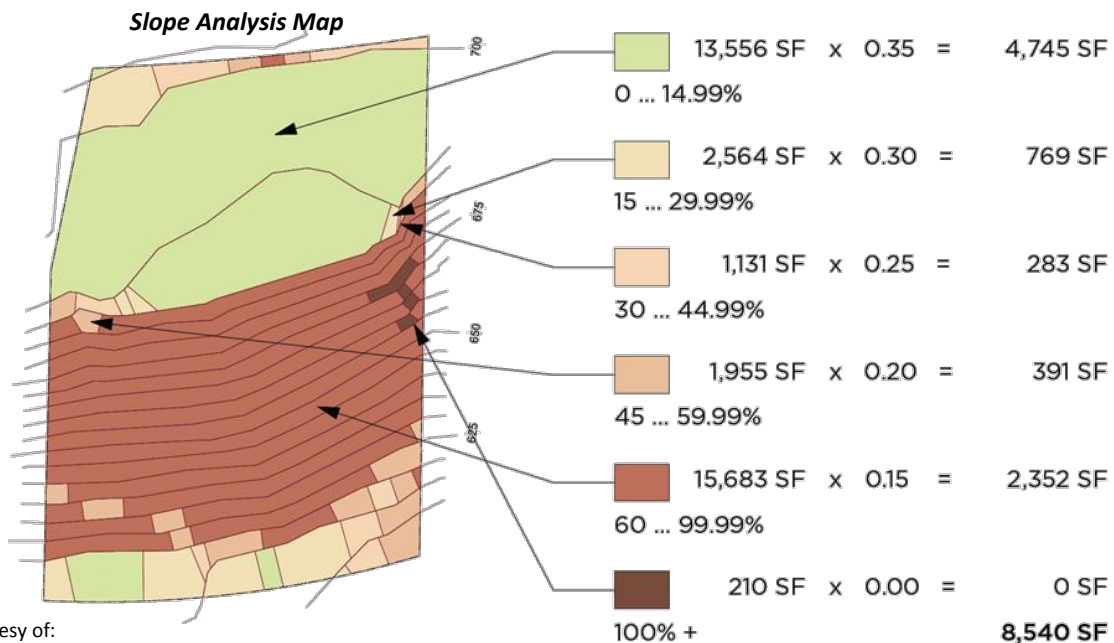 Slope Analysis Map
700
13,556 SF x 0.35 = 4,745 SF
0 ... 14.99%
2,564 SF x 0.30 = 769 SF
15 ... 29.99%
675
1,131 SF x 0.25 = 283 SF
30 ... 44.99%
650
1,955 SF x 0.20 = 391 SF
45 ... 59.99%
625
15,683 SF x 0.15 = 2,352 SF
60 ... 99.99%
210 SF x 0.00 = 0 SF
100% + 8,540 SF
esy of: